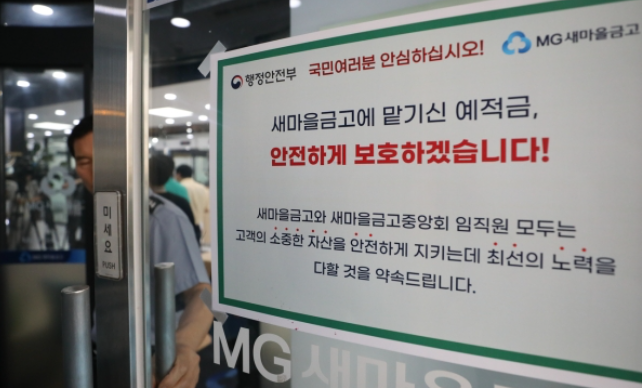 행정안전부
국민여러분 안심하십시오!
MG 새마을금고
새마을금고에 맡기신 예적금,
안전하게 보호하겠습니다!
새마을금고와 새마을금고중앙회 임직원 모두는
고객의 소중한 자산을 안전하게 지키는데 최선의 노력을
다할 것을 약속드립니다.
미세요
PUSH
MG 새마을금고